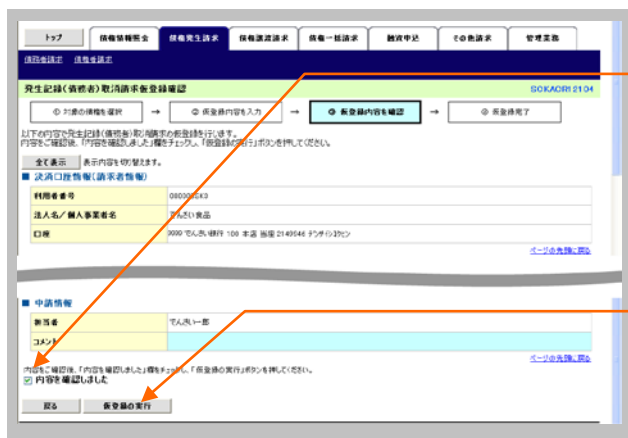 トップ 債権情報照会 債権発生請求 債権譲渡請求 債権一括請求 融資申込 その他請求 管理業務
債務者請求 債権者請求
発生記録(債務者)取消請求仮登録確認 SCKACR12104
① 対象の債権を選択 → ② 仮登録内容を入力 → ③ 仮登録内容を確認 → ④ 仮登録完了
以下の内容で発生記録(債務者)取消請求の仮登録を行います。
内容をご確認後、「内容を確認しました」欄をチェックし、「仮登録の実行」ボタンを押してください。
全て表示 表示内容を切り替えます。
■ 決済口座情報(請求者情報)
利用者番号
法人名/個人事業者名 でんさい食品
口座 9999 でんさい銀行 100 本店 当座 2149546
ページの先頭に戻る
■ 申請情報
担当者 でんさい一郎
コメント
ページの先頭に戻る
内容をご確認後、「内容を確認しました」欄をチェックし、「仮登録の実行」ボタンを押してください。
内容を確認しました
戻る 仮登録の実行